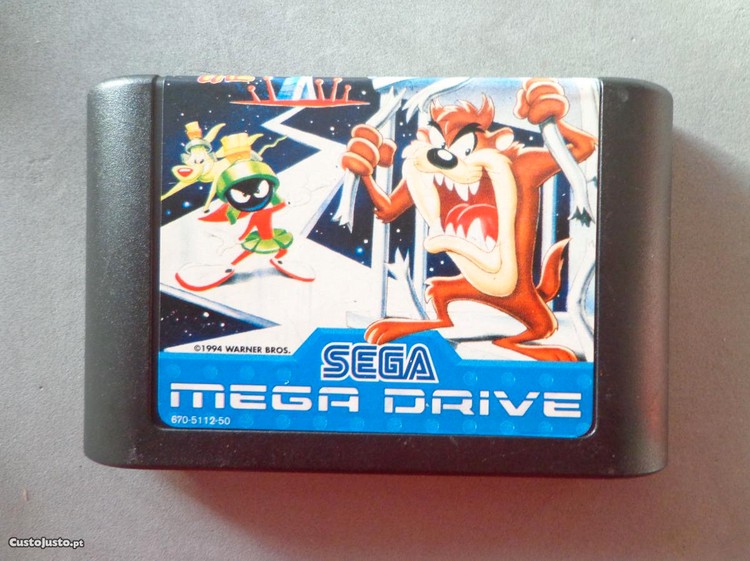 ©1994 WARNER BROS.
SEGA
MEGA DRIVE
670-5112-50
CustoJusto.pt